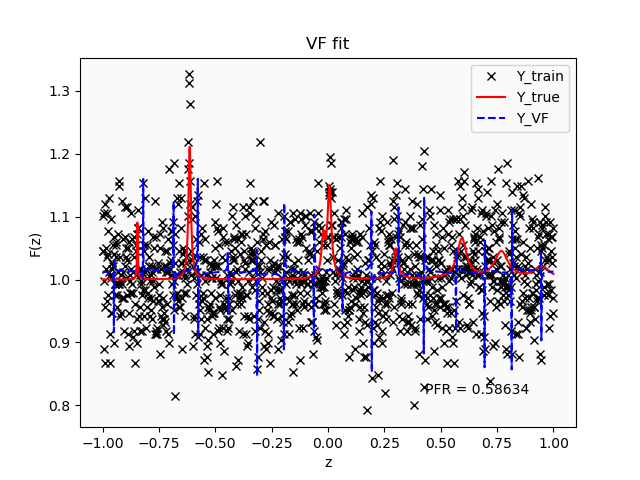 VF fit
Y_train
Y_true
Y_VF
1.3
1.2
1.1
1.0
0.9
0.8
F(z)
PFR = 0.58634
−1.00 −0.75 −0.50 −0.25 0.00 0.25 0.50 0.75 1.00
z